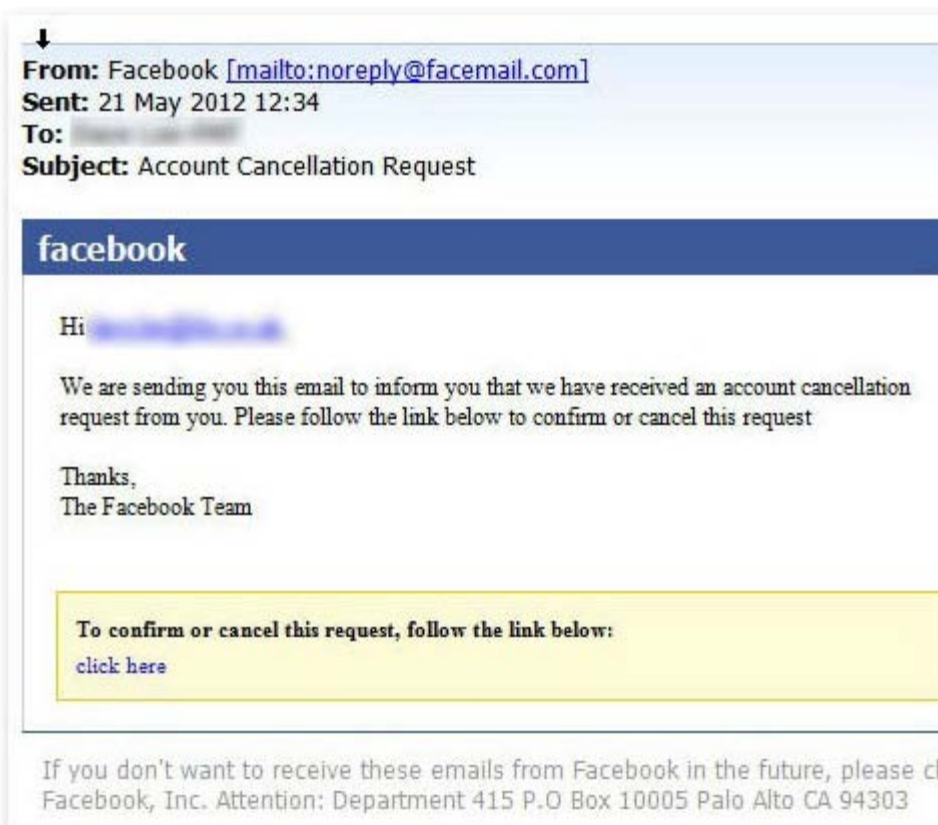 From: Facebook [mailto:noreply@facemail.com]
Sent: 21 May 2012 12:34
To:
Subject: Account Cancellation Request
facebook
Hi
We are sending you this email to inform you that we have received an account cancellation
request from you. Please follow the link below to confirm or cancel this request
Thanks,
The Facebook Team
To confirm or cancel this request, follow the link below:
click here
If you don't want to receive these emails from Facebook in the future, please
Facebook, Inc. Attention: Department 415 P.O Box 10005 Palo Alto CA 94303